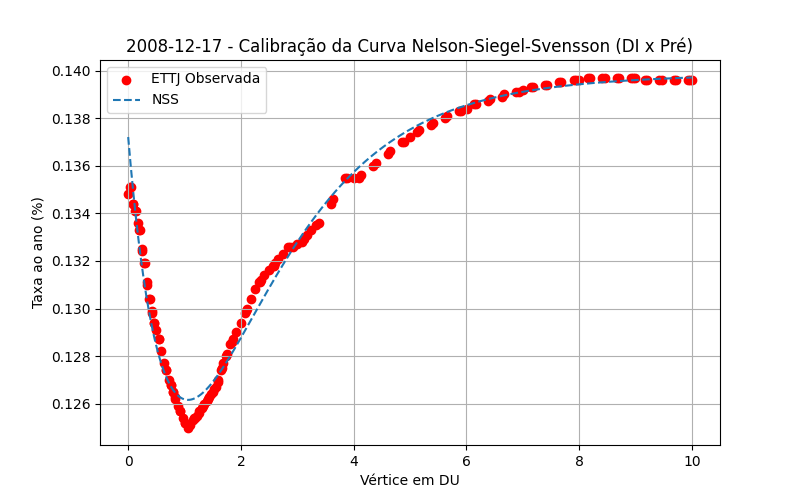 2008-12-17 - Calibração da Curva Nelson-Siegel-Svensson (DI x Pré)
ETTJ Observada
NSS
Taxa ao ano (%)
0.140
0.138
0.136
0.134
0.132
0.130
0.128
0.126
0 2 4 6 8 10
Vértice em DU